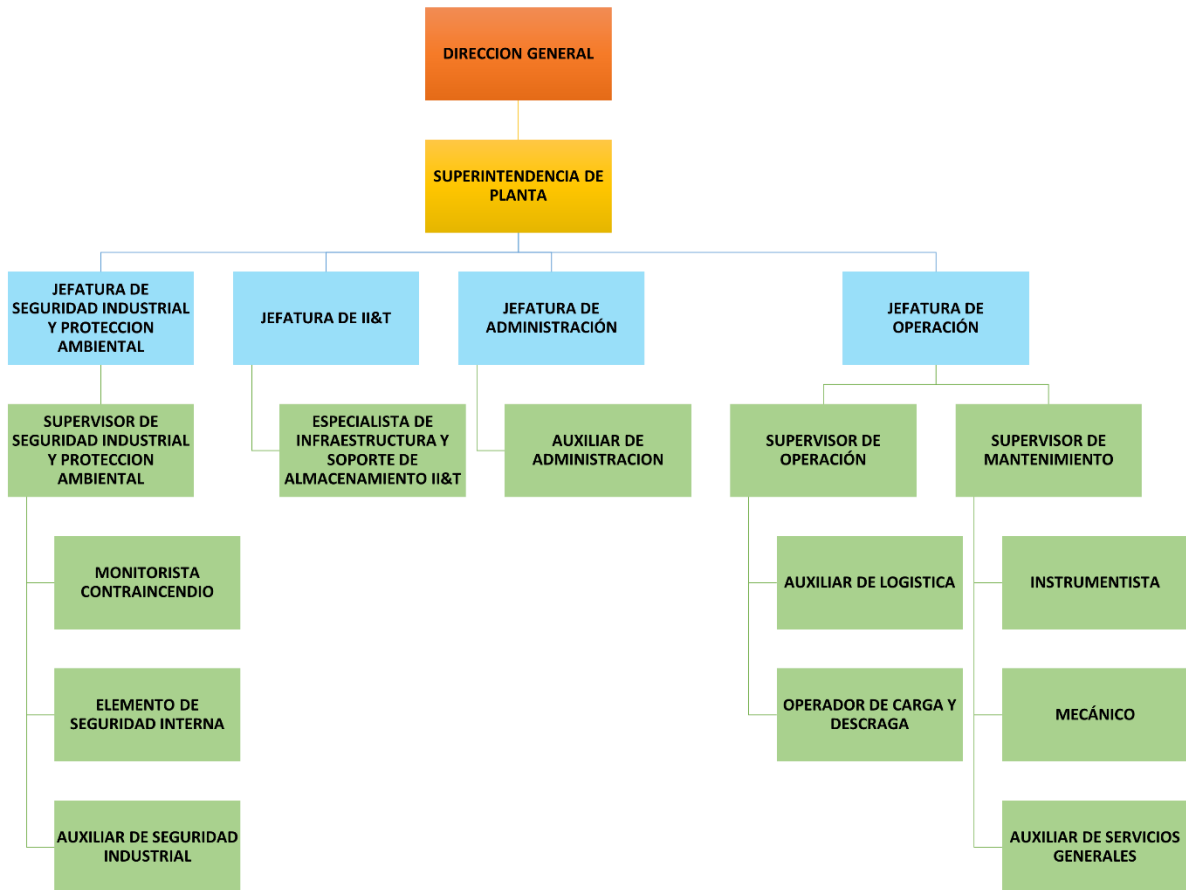 DIRECCION GENERAL
SUPERINTENDENCIA DE
PLANTA
JEFATURA DE
SEGURIDAD INDUSTRIAL
Y PROTECCION
AMBIENTAL
JEFATURA DE II&T
JEFATURA DE
ADMINISTRACIÓN
JEFATURA DE
OPERACIÓN
SUPERVISOR DE
SEGURIDAD INDUSTRIAL
Y PROTECCION
AMBIENTAL
ESPECIALISTA DE
INFRAESTRUCTURA Y
SOPORTE DE
ALMACENAMIENTO II&T
AUXILIAR DE
ADMINISTRACION
SUPERVISOR DE
OPERACIÓN
SUPERVISOR DE
MANTENIMIENTO
MONITORISTA
CONTRAINCENDIO
AUXILIAR DE LOGISTICA
INSTRUMENTISTA
ELEMENTO DE
SEGURIDAD INTERNA
OPERADOR DE CARGA Y
DESCRAGA
MECÁNICO
AUXILIAR DE SEGURIDAD
INDUSTRIAL
AUXILIAR DE SERVICIOS
GENERALES